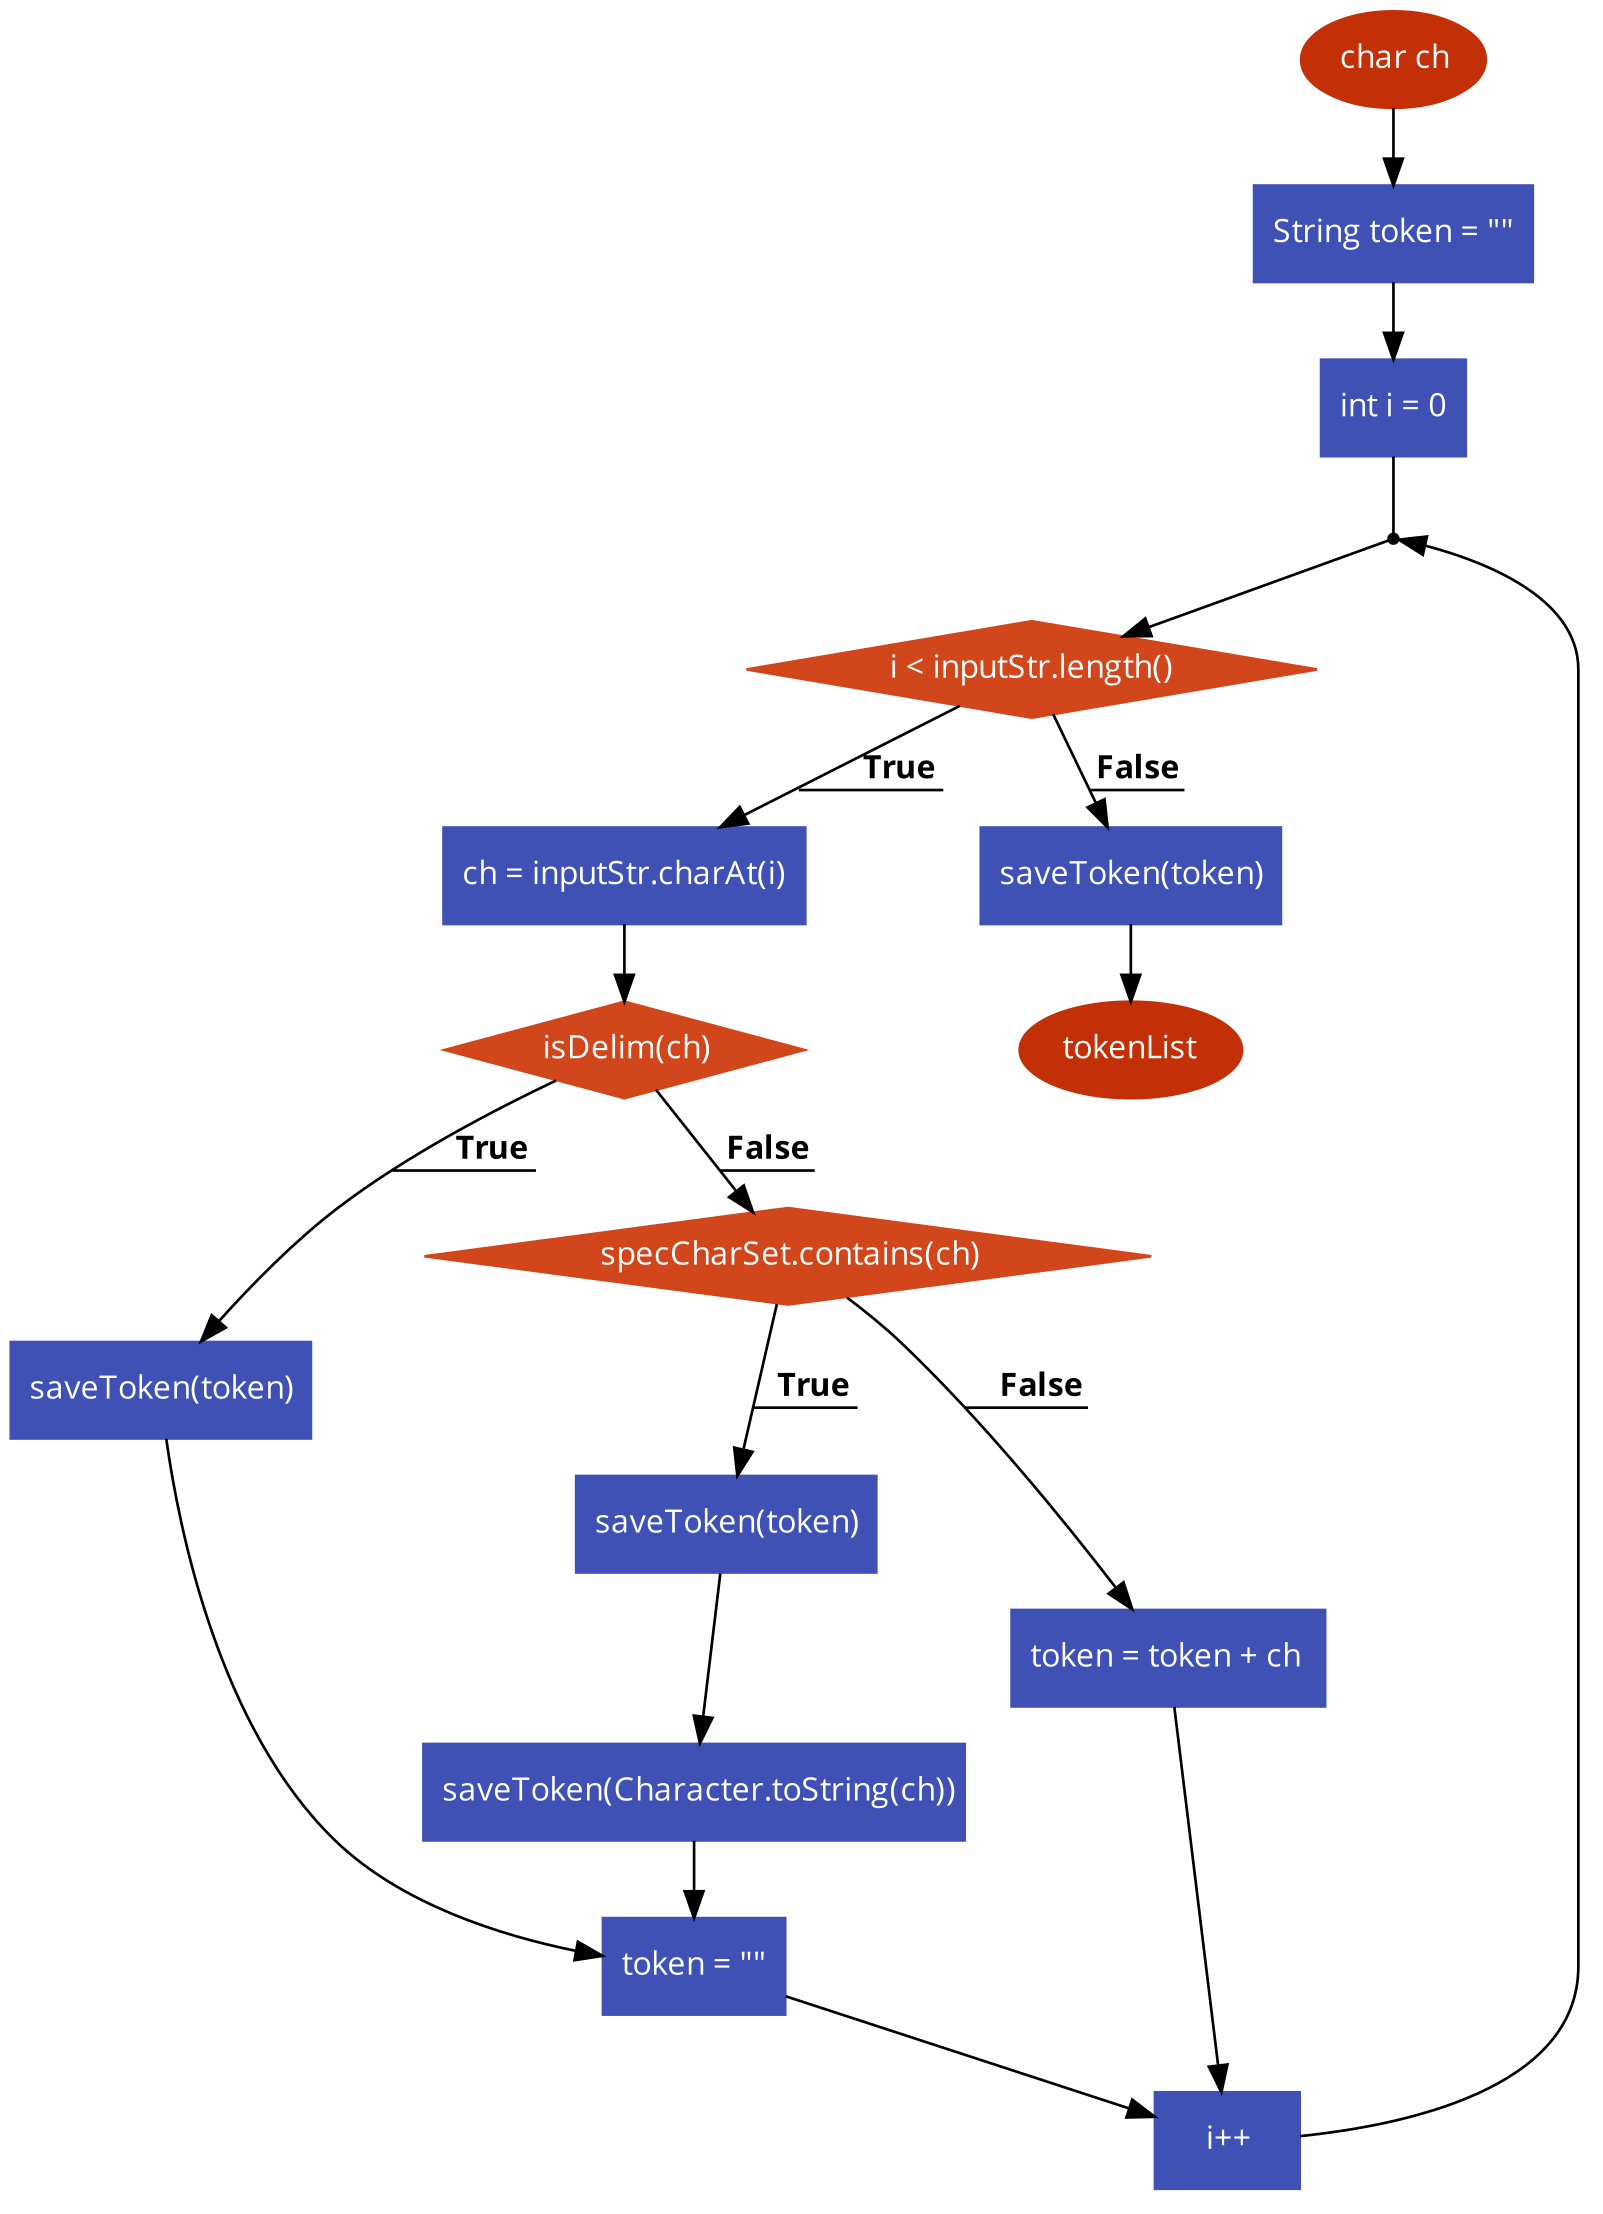 char ch
String token = ""
int i = 0
i < inputStr.length()
True
False
ch = inputStr.charAt(i)
saveToken(token)
isDelim(ch)
tokenList
True
False
specCharSet.contains(ch)
saveToken(token)
True
False
saveToken(token)
token = token + ch
saveToken(Character.toString(ch))
token = ""
i++